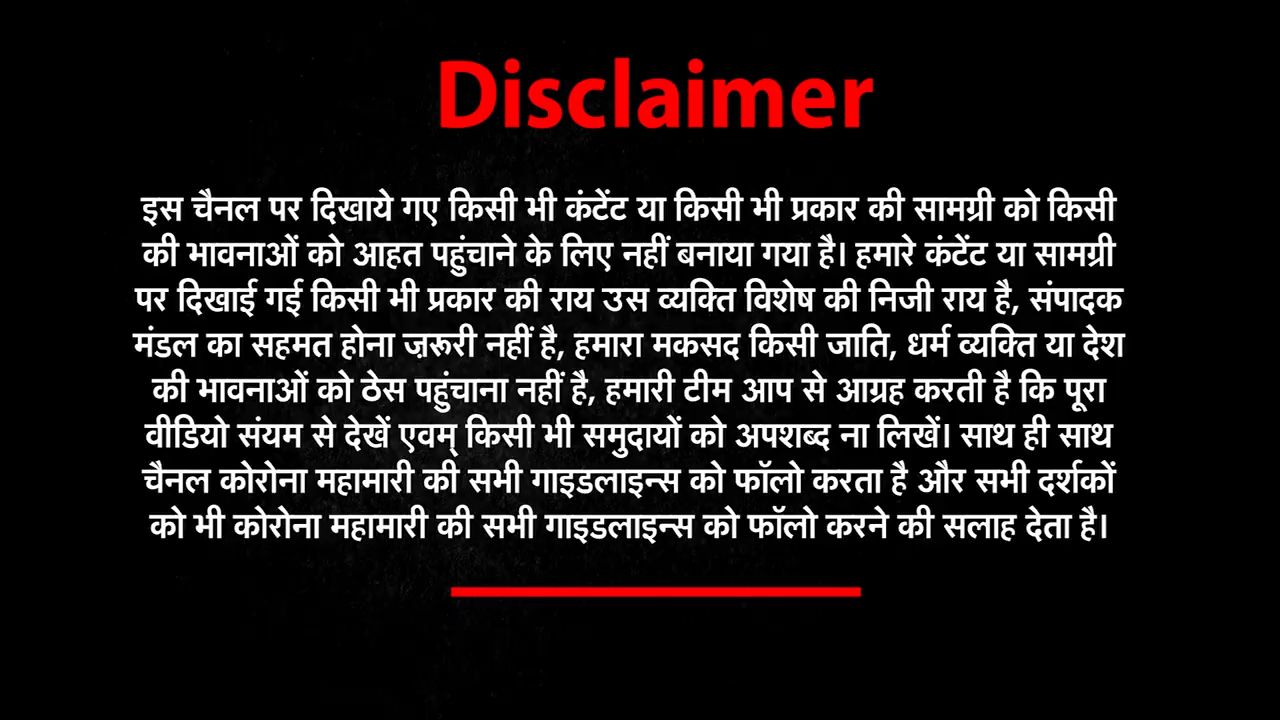 Disclaimer
इस चैनल पर दिखाये गए किसी भी कंटेंट या किसी भी प्रकार की सामग्री को किसी
की भावनाओं को आहत पहुंचाने के लिए नहीं बनाया गया है। हमारे कंटेंट या सामग्री
पर दिखाई गई किसी भी प्रकार की राय उस व्यक्ति विशेष की निजी राय है, संपादक
मंडल का सहमत होना ज़रूरी नहीं है, हमारा मकसद किसी जाति, धर्म व्यक्ति या देश
की भावनाओं को ठेस पहुंचाना नहीं है, हमारी टीम आप से आग्रह करती है कि पूरा
वीडियो संयम से देखें एवम् किसी भी समुदायों को अपशब्द ना लिखें। साथ ही साथ
चैनल कोरोना महामारी की सभी गाइडलाइन्स को फॉलो करता है और सभी दर्शकों
को भी कोरोना महामारी की सभी गाइडलाइन्स को फॉलो करने की सलाह देता है।